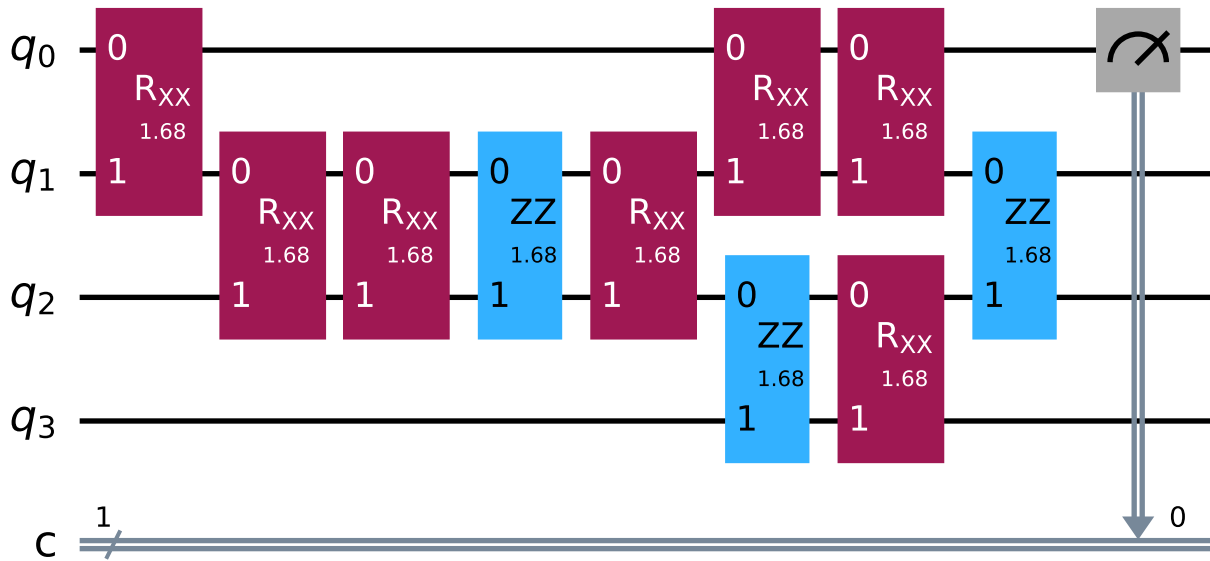 q0 0 0 0
RXX RXX RXX
1.68 1.68 1.68
q1 1 0 0 0 0 1 1 0
RXX RXX ZZ RXX ZZ
1.68 1.68 1.68 1.68 1.68
q2 1 1 1 1 0 0 1
ZZ RXX
1.68 1.68
q3 1 1
1 0
c